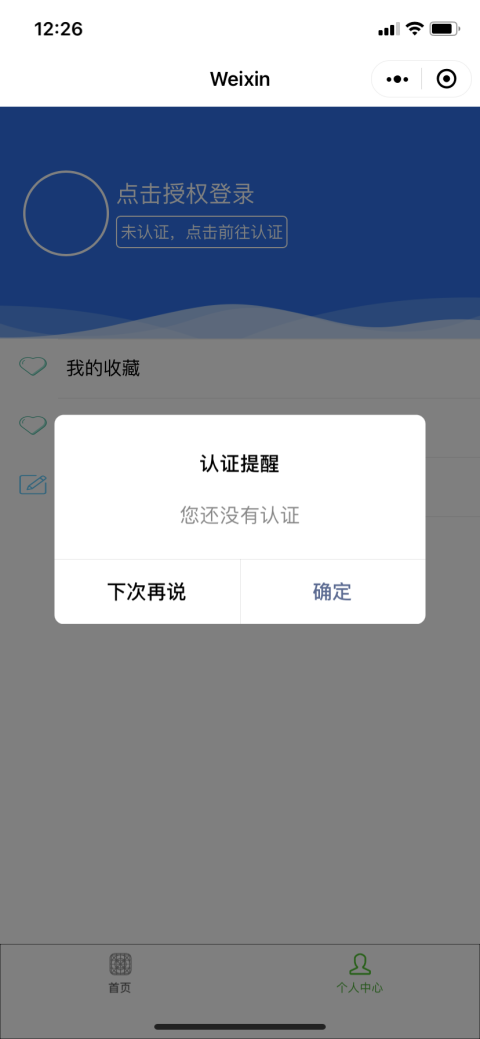 12:26
Weixin
点击授权登录
未认证，点击前往认证
我的收藏
认证提醒
您还没有认证
下次再说
确定
首页
个人中心